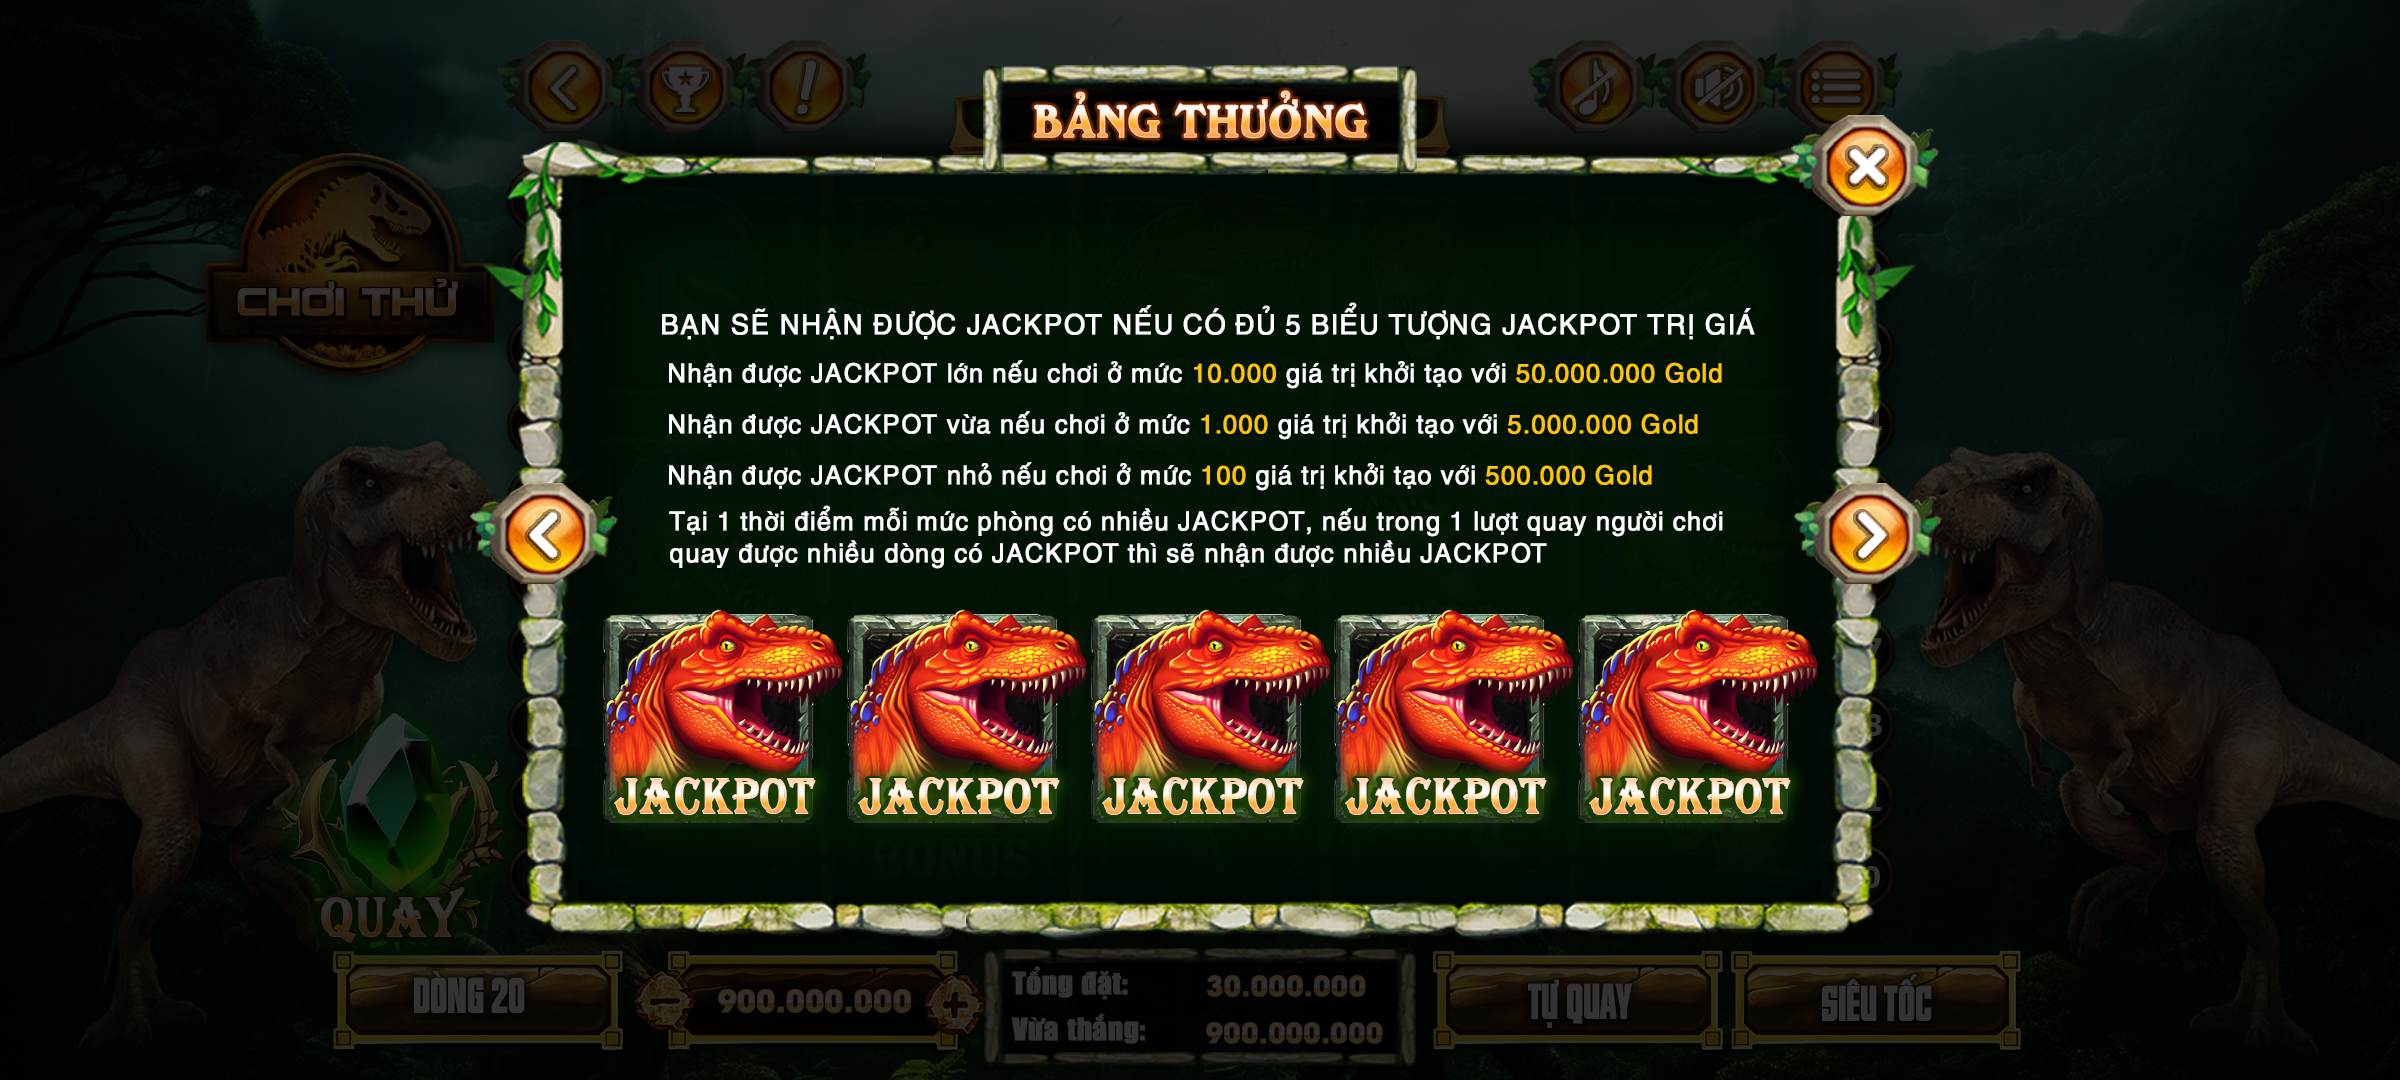 BẢNG THƯỞNG
CHƠI THỬ
BẠN SẼ NHẬN ĐƯỢC JACKPOT NẾU CÓ ĐỦ 5 BIỂU TƯỢNG JACKPOT TRỊ GIÁ
Nhận được JACKPOT lớn nếu chơi ở mức 10.000 giá trị khởi tạo với 50.000.000 Gold
Nhận được JACKPOT vừa nếu chơi ở mức 1.000 giá trị khởi tạo với 5.000.000 Gold
Nhận được JACKPOT nhỏ nếu chơi ở mức 100 giá trị khởi tạo với 500.000 Gold
Tại 1 thời điểm mỗi mức phòng có nhiều JACKPOT, nếu trong 1 lượt quay người chơi
quay được nhiều dòng có JACKPOT thì sẽ nhận được nhiều JACKPOT
JACKPOT JACKPOT JACKPOT JACKPOT JACKPOT
BONUS
QUAY
DÒNG 20
900.000.000
Tổng đặt: 30.000.000
Vừa thắng: 900.000.000
TỰ QUAY
SIÊU TỐC